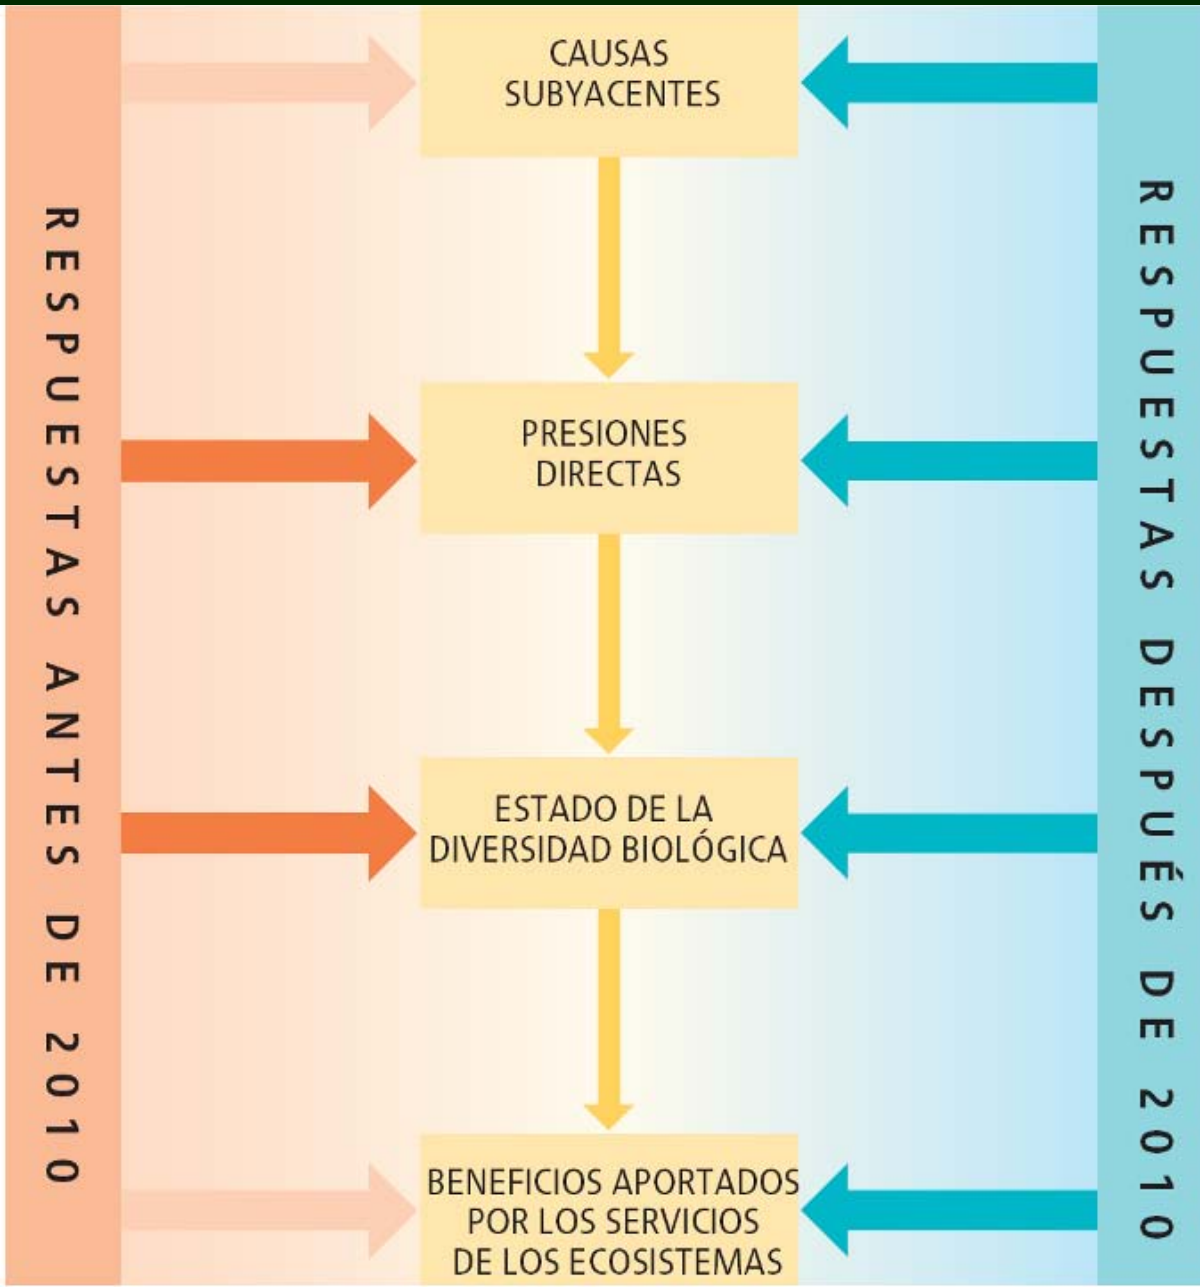 RESPUESTAS ANTES DE 2010
CAUSAS
SUBYACENTES
PRESIONES
DIRECTAS
ESTADO DE LA
DIVERSIDAD BIOLÓGICA
BENEFICIOS APORTADOS
POR LOS SERVICIOS
DE LOS ECOSISTEMAS
RESPUESTAS DESPUÉS DE 2010